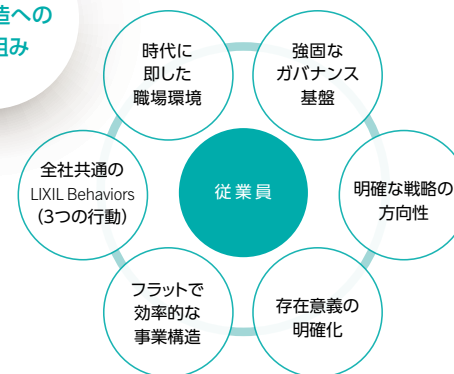 造への
組み
時代に
即した
職場環境
強固な
ガバナンス
基盤
全社共通の
LIXIL Behaviors
(3つの行動)
従業員
明確な戦略の
方向性
フラットで
効率的な
事業構造
存在意義の
明確化